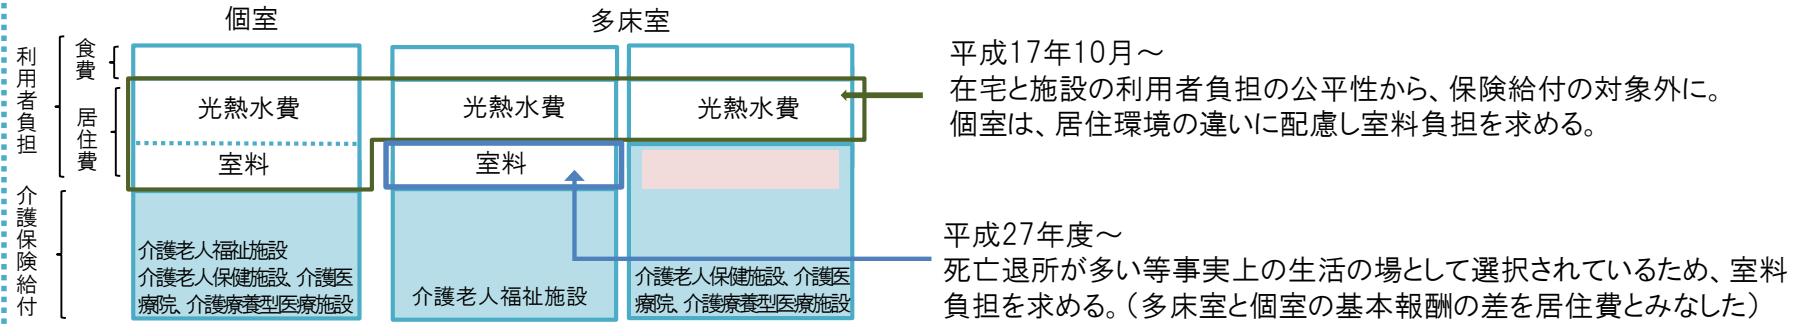 個室
多床室
利用者負担
食費
居住費
介護保険給付
光熱水費
室料
介護老人福祉施設
介護老人保健施設、介護医
療院、介護療養型医療施設
光熱水費
室料
介護老人福祉施設
光熱水費
介護老人保健施設、介護医
療院、介護療養型医療施設
平成17年10月～
在宅と施設の利用者負担の公平性から、保険給付の対象外に。
個室は、居住環境の違いに配慮し室料負担を求める。
平成27年度～
死亡退所が多い等事実上の生活の場として選択されているため、室料
負担を求める。（多床室と個室の基本報酬の差を居住費とみなした）